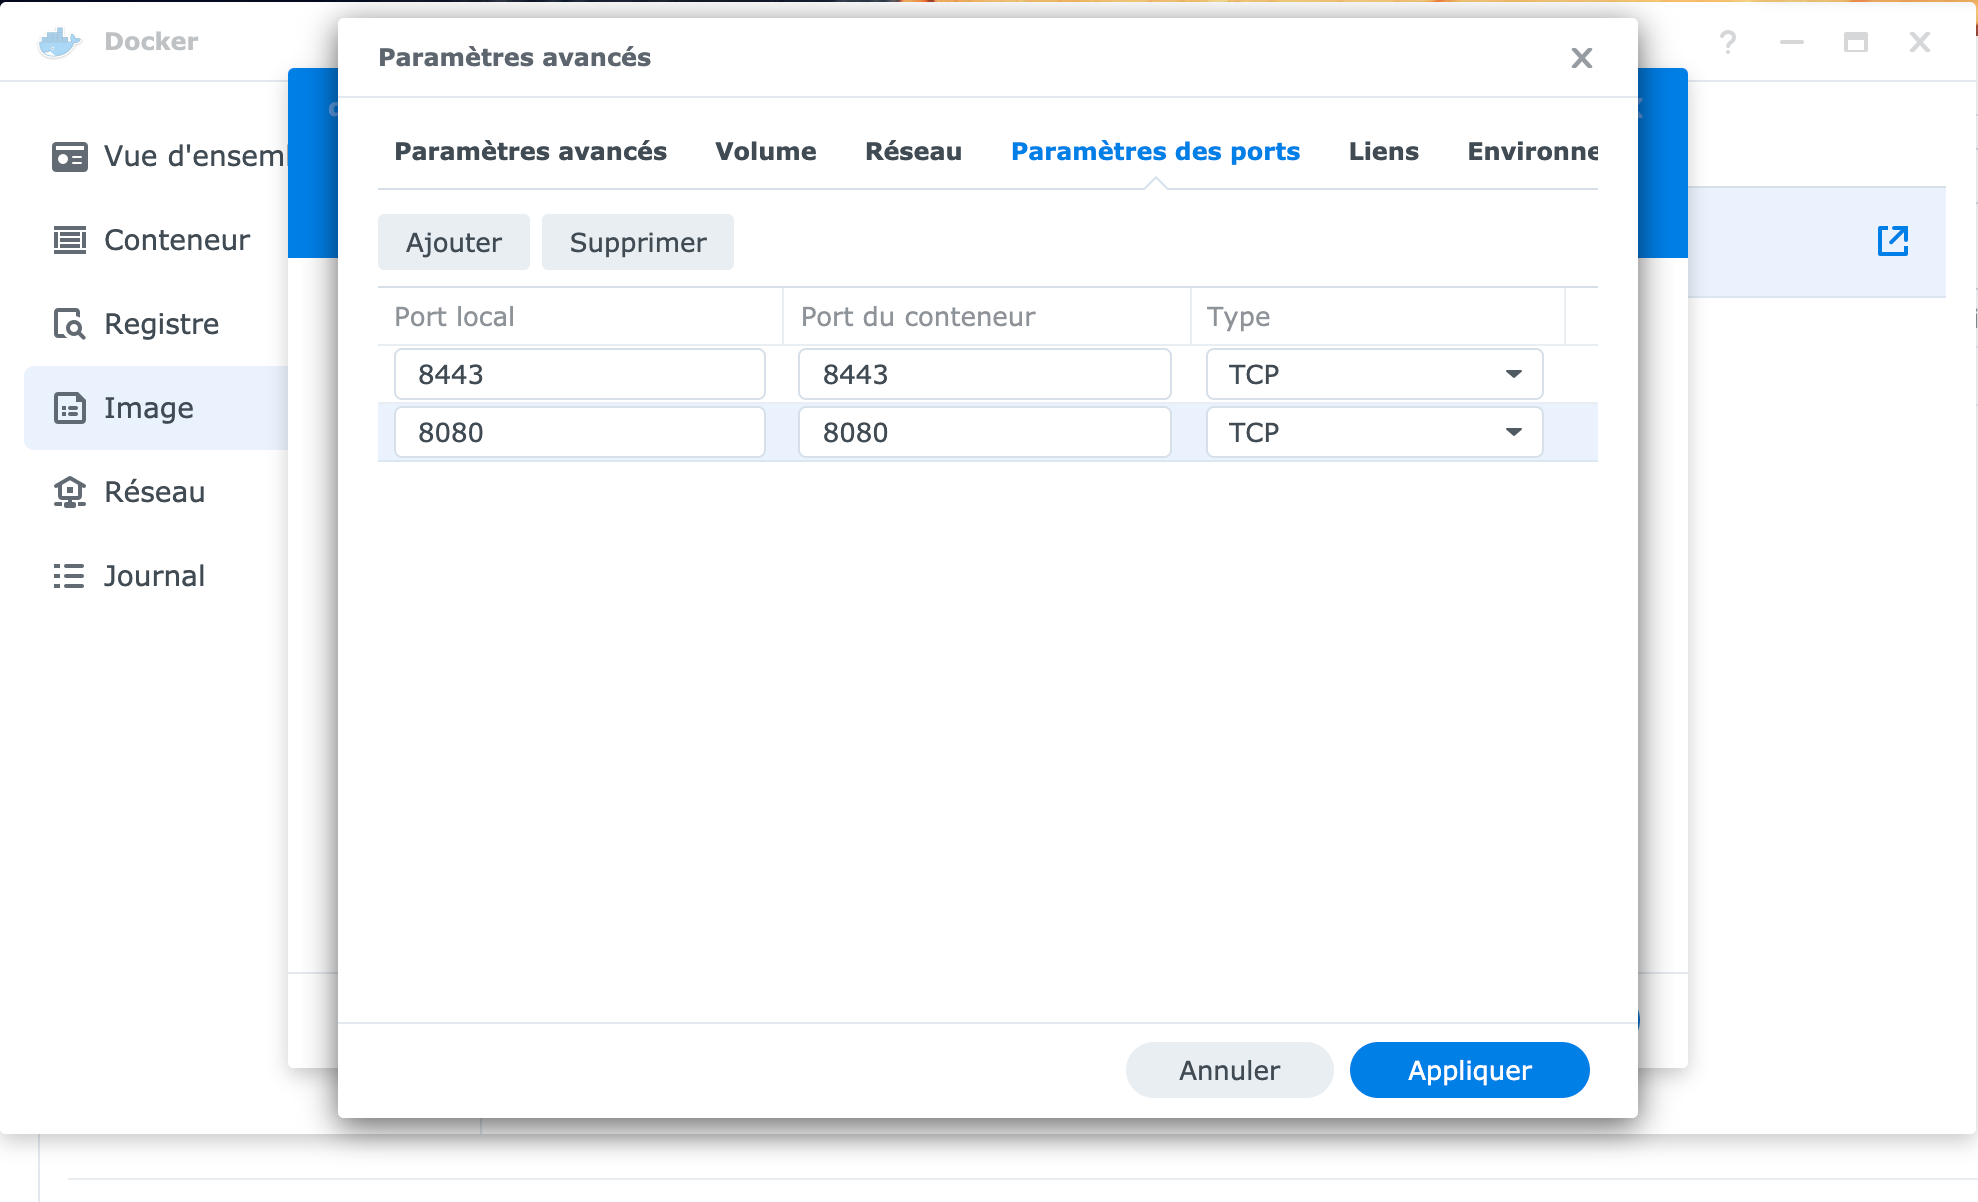 Docker
Paramètres avancés
Vue d'ensem
Conteneur
Registre
Image
Réseau
Journal
Paramètres avancés Volume Réseau Paramètres des ports Liens Environne
Ajouter Supprimer
Port local Port du conteneur Type
8443 8443 TCP
8080 8080 TCP
Annuler Appliquer